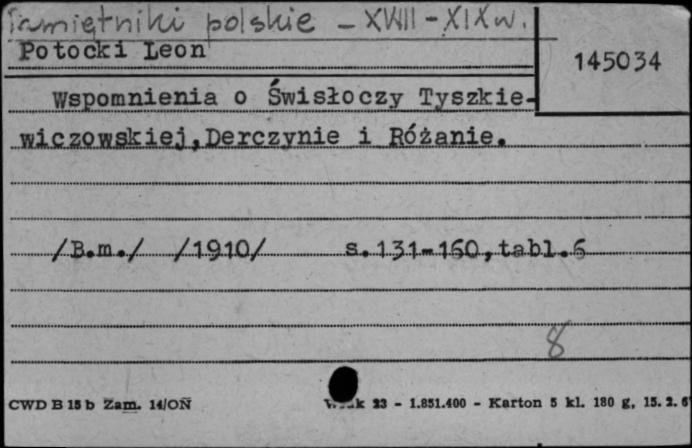 Pamiętniki polskie - XVIII - XIX w.
Potocki Leon
145034
Wspomnienia o Świsłoczy Tyszkie-
wiczowskiej,Derczynie i Różanie.
/B.m./ /1910/ s.131-160,tabl.6
8
CWD B 15 b Zam. 14/OŃ
23 - 1.851.400 - Karton 5 kl. 180 g, 15. 2. 6